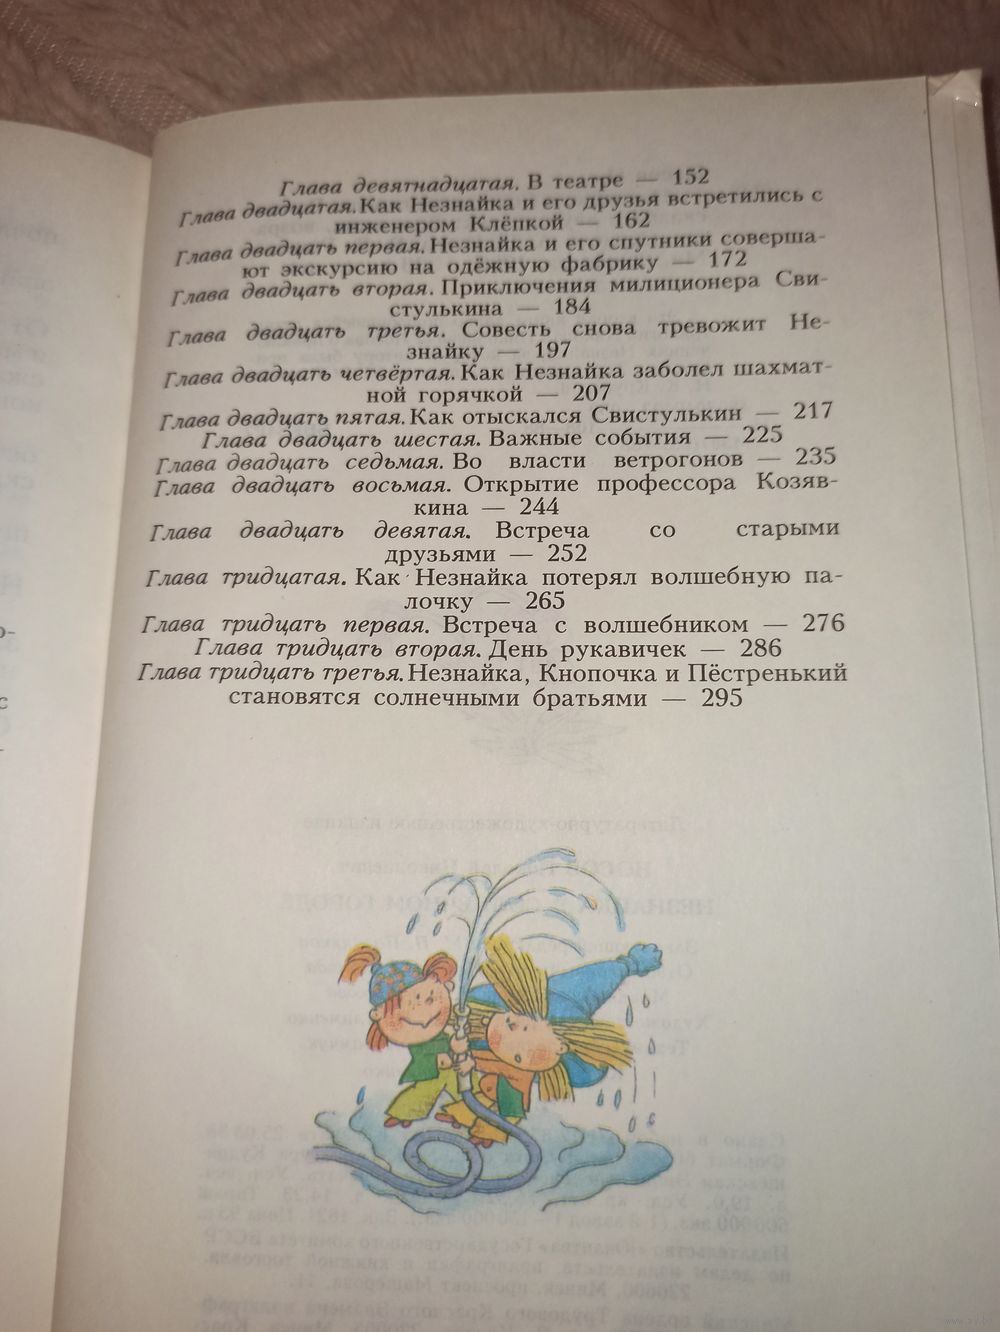 Глава девятнадцатая. В театре — 152
Глава двадцатая. Как Незнайка и его друзья встретились с
инженером Клёпкой — 162
Глава двадцать первая. Незнайка и его спутники соверша-
ют экскурсию на одёжную фабрику — 172
Глава двадцать вторая. Приключения милиционера Сви-
стулькина — 184
Глава двадцать третья. Совесть снова тревожит Не-
знайку — 197
Глава двадцать четвёртая. Как Незнайка заболел шахмат-
ной горячкой — 207
Глава двадцать пятая. Как отыскался Свистулькин — 217
Глава двадцать шестая. Важные события — 225
Глава двадцать седьмая. Во власти ветрогонов — 235
Глава двадцать восьмая. Открытие профессора Козяв-
кина — 244
Глава двадцать девятая. Встреча со старыми
друзьями — 252
Глава тридцатая. Как Незнайка потерял волшебную па-
лочку — 265
Глава тридцать первая. Встреча с волшебником — 276
Глава тридцать вторая. День рукавичек — 286
Глава тридцать третья. Незнайка, Кнопочка и Пёстренький
становятся солнечными братьями — 295